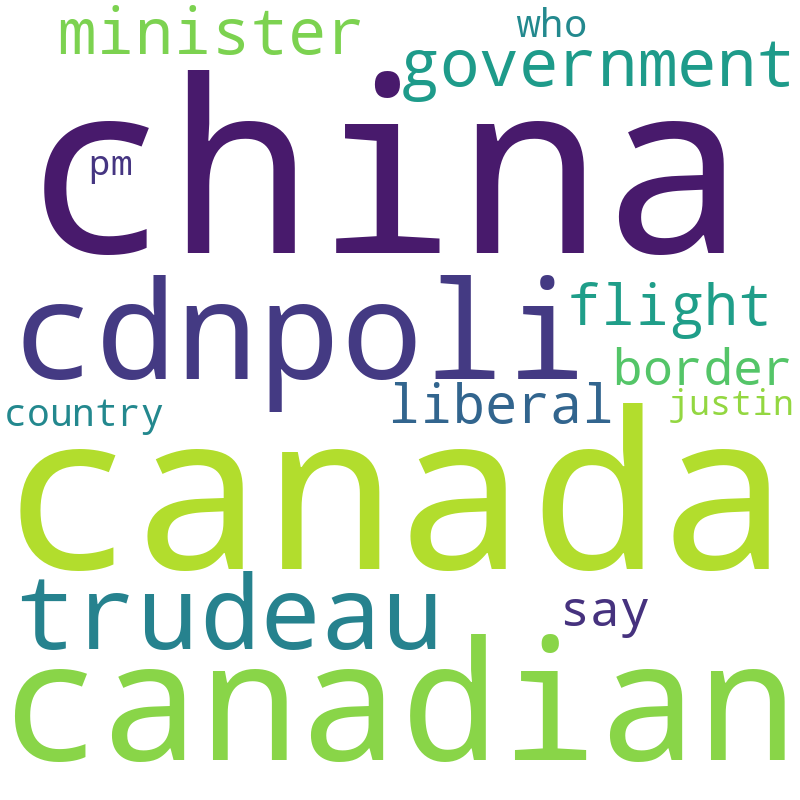 who
minister
government
china
pm
cdnpoli
flight
border
liberal
justin
country
canada
trudeau
say
canadian